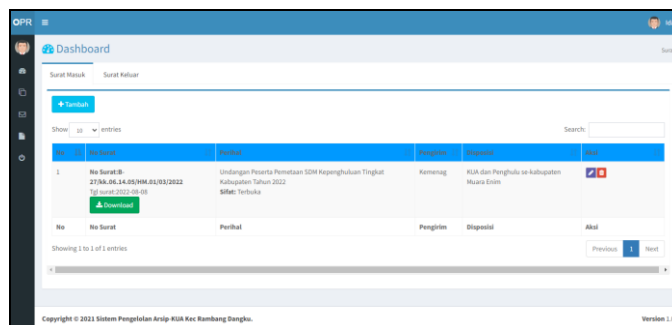 OPR
Dashboard
Surat Masuk Surat Keluar
+Tambah
Show 10 entries Search:
No No Surat Perihal Pengirim Disposisi Aksi
1 No Surat:B- Undangan Peserta Pemetaan SDM Kepenghuluan Tingkat Kemenag KUA dan Penghulu se-kabupaten
27/kk.06.14.05/HM.01/03/2022 Kabupaten Tahun 2022 Muara Enim
Tgl surat:2022-08-08 Sifat: Terbuka
Download
No No Surat Perihal Pengirim Disposisi Aksi
Showing 1 to 1 of 1 entries Previous 1 Next
Copyright © 2021 Sistem Pengelolan Arsip-KUA Kec Rambang Dangku. Version